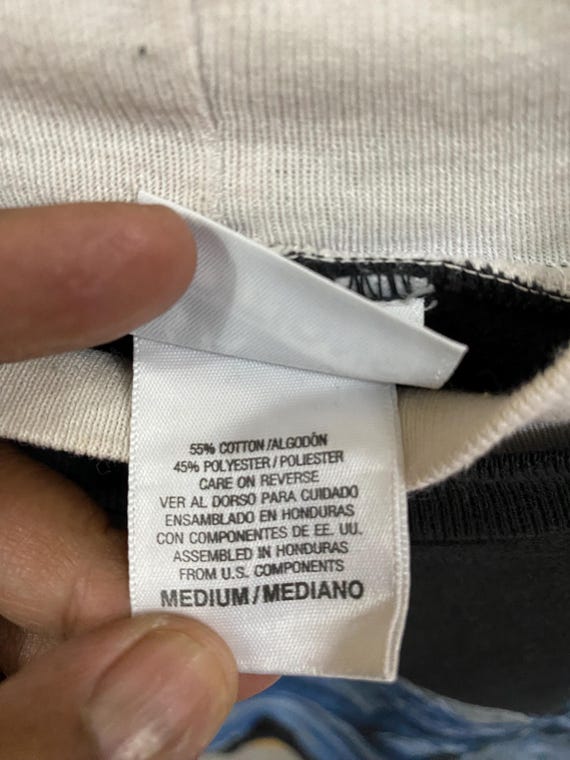 55% COTTON/ALGODÓN
45% POLYESTER/POLIESTER
CARE ON REVERSE
VER AL DORSO PARA CUIDADO
ENSAMBLADO EN HONDURAS
CON COMPONENTES DE EE. UU.
ASSEMBLED IN HONDURAS
FROM U.S. COMPONENTS
MEDIUM/MEDIANO